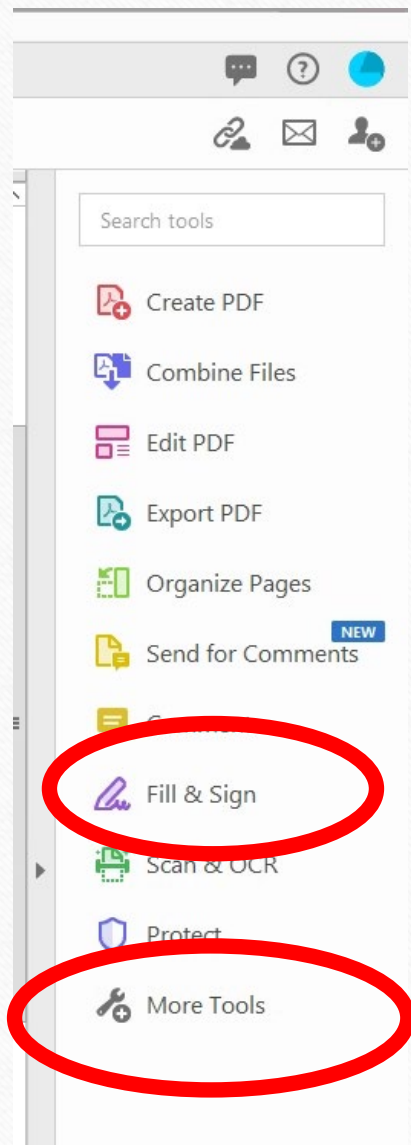 Search tools
Create PDF
Combine Files
Edit PDF
Export PDF
Organize Pages
NEW
Send for Comments
Fill & Sign
Scan & OCR
Protect
More Tools